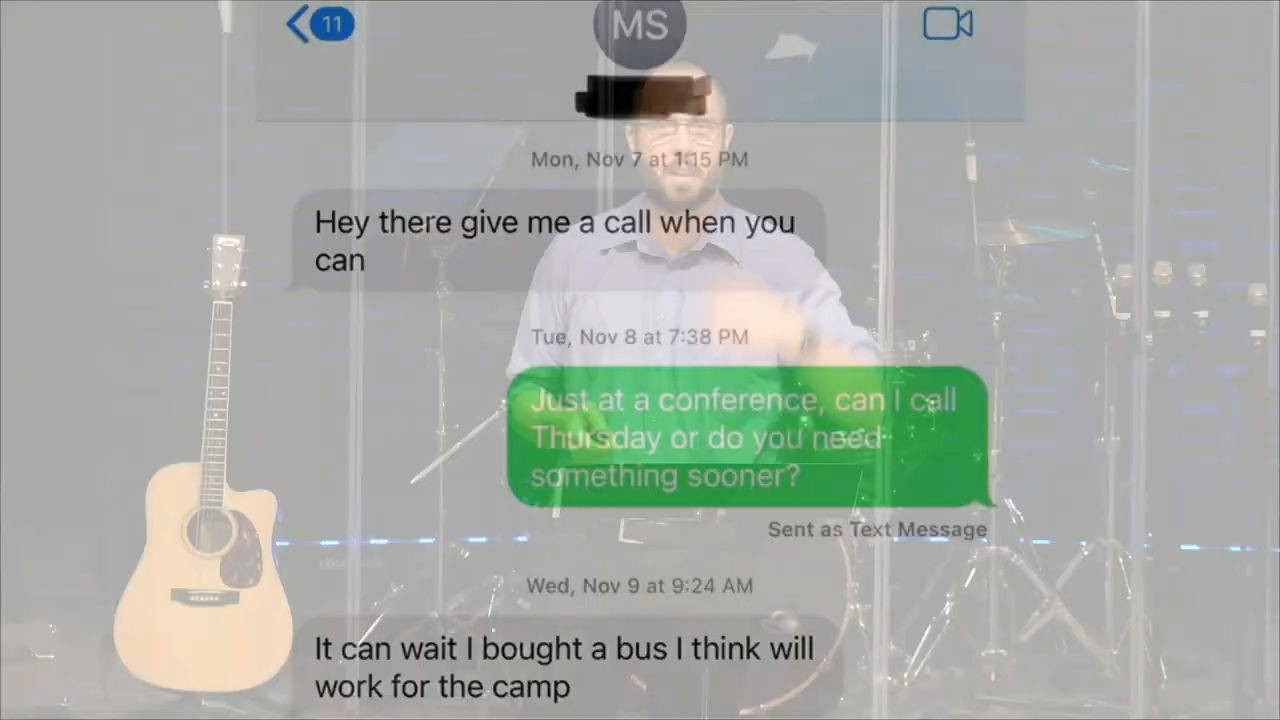 11
MS
Mon, Nov 7 at 1:15 PM
Hey there give me a call when you
can
Tue, Nov 8 at 7:38 PM
Just at a conference, can I call
Thursday or do you need
something sooner?
Sent as Text Message
Wed, Nov 9 at 9:24 AM
It can wait I bought a bus I think will
work for the camp